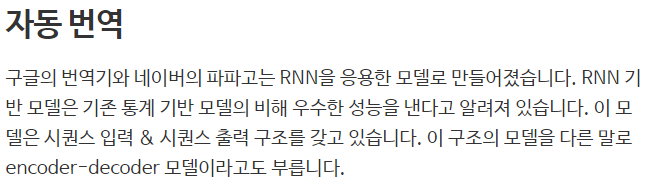 자동 번역
구글의 번역기와 네이버의 파파고는 RNN을 응용한 모델로 만들어졌습니다. RNN 기
반 모델은 기존 통계 기반 모델의 비해 우수한 성능을 낸다고 알려져 있습니다. 이 모
델은 시퀀스 입력 & 시퀀스 출력 구조를 갖고 있습니다. 이 구조의 모델을 다른 말로
encoder-decoder 모델이라고도 부릅니다.